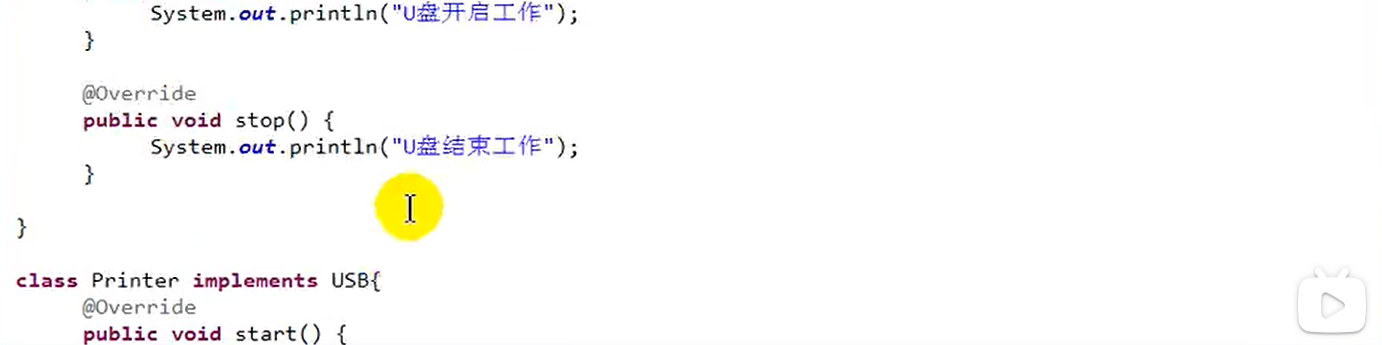 System.out.println("U盘开启工作");
}
@Override
public void stop() {
System.out.println("U盘结束工作");
}
}
class Printer implements USB{
@Override
public void start() {